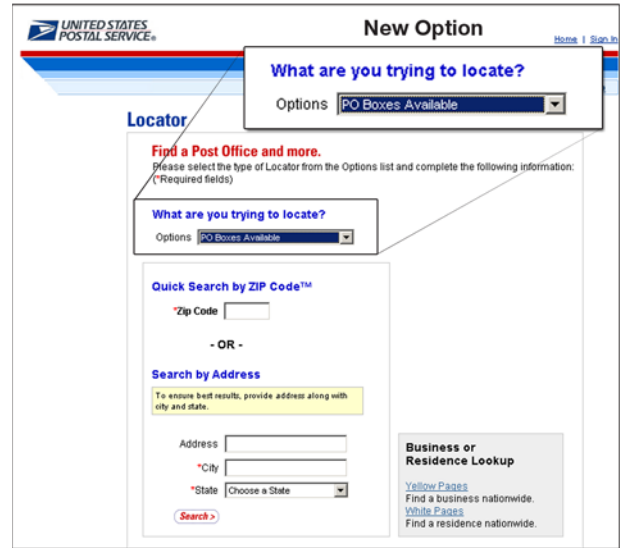 UNITED STATES
POSTAL SERVICE®
New Option
Home | Sign In
What are you trying to locate?
Options PO Boxes Available
Locator
Find a Post Office and more.
Please select the type of Locator from the Options list and complete the following information:
(*Required fields)
What are you trying to locate?
Options PO Boxes Available
Quick Search by ZIP Code™
*Zip Code
- OR -
Search by Address
To ensure best results, provide address along with
city and state.
Address
*City
*State Choose a State
Search >
Business or
Residence Lookup
Yellow Pages
Find a business nationwide.
White Pages
Find a residence nationwide.